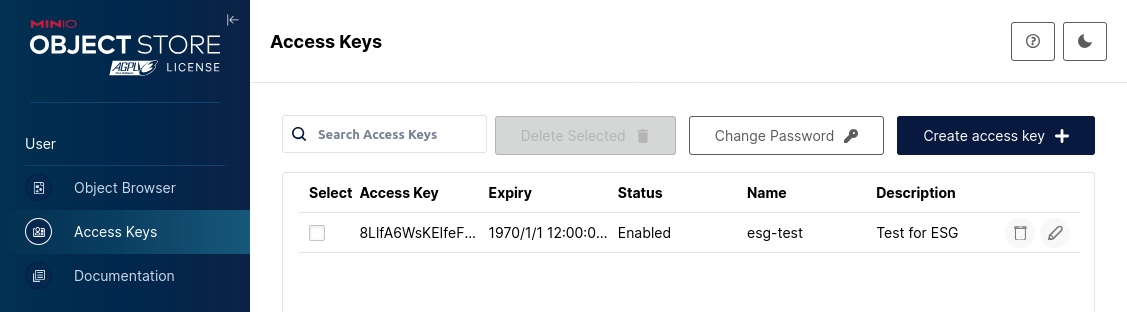 MINIO
OBJECT STORE
AGPLv3 LICENSE
Access Keys
User
Object Browser
Access Keys
Documentation
Search Access Keys
Delete Selected
Change Password
Create access key
Select Access Key Expiry Status Name Description
8LIfA6WsKEIfeF... 1970/1/1 12:00:0... Enabled esg-test Test for ESG